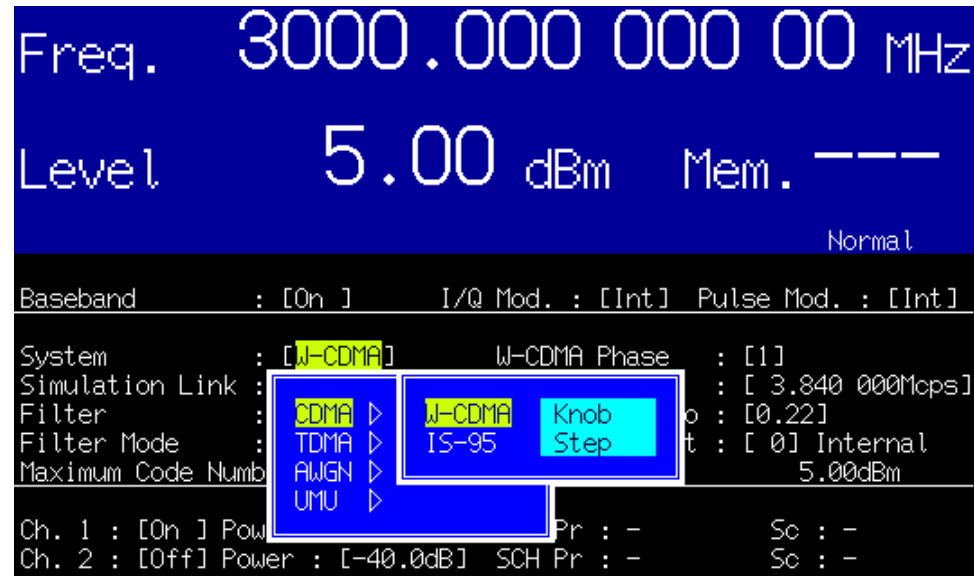 Freq. 3000.000 000 00 MHz
Level 5.00 dBm Mem. ---
Normal
Baseband : [On ] I/Q Mod. : [Int] Pulse Mod. : [Int]
System : [W-CDMA] W-CDMA Phase : [1]
Simulation Link : : [ 3.840 000Mcps]
Filter : CDMA ▷ W-CDMA Knob : [0.22]
Filter Mode : TDMA ▷ IS-95 Step : [ 0] Internal
Maximum Code Numb AWGN ▷ 5.00dBm
UMU ▷
Ch. 1 : [On ] Pow Pr : - Sc : -
Ch. 2 : [Off] Power : [-40.0dB] SCH Pr : - Sc : -